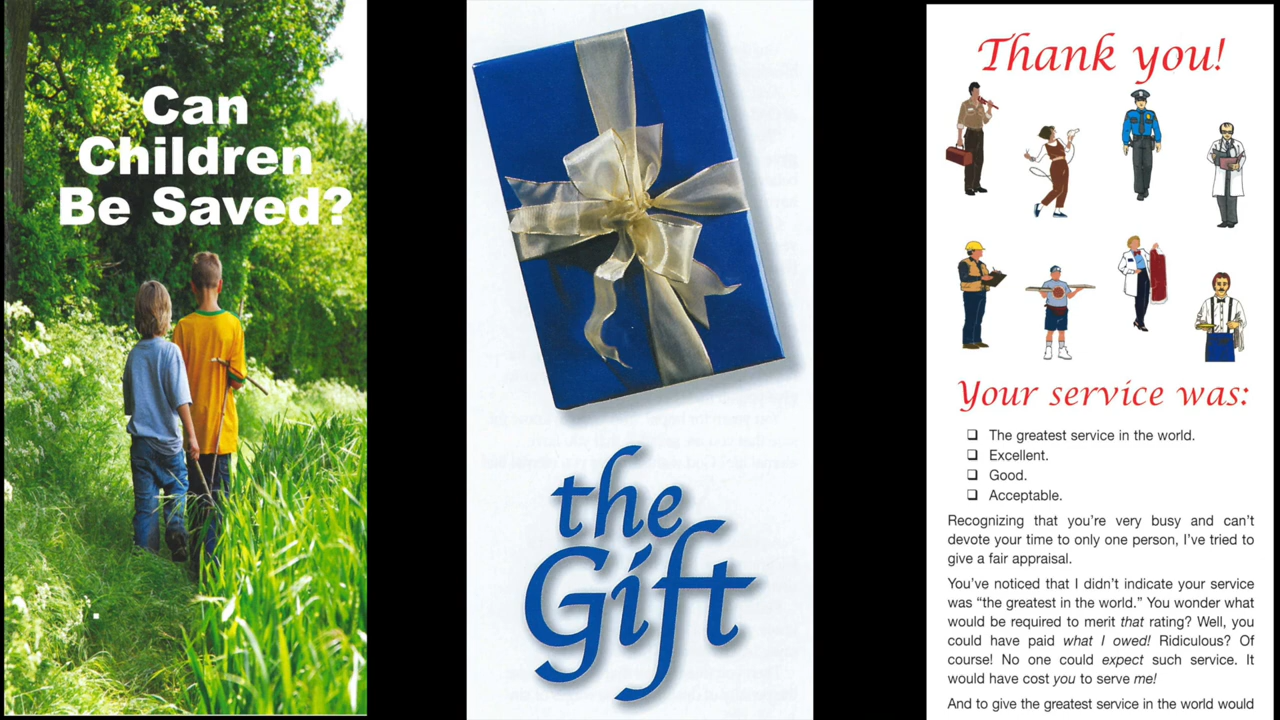 Can
Children
Be Saved?
the
Gift
Thank you!
Your service was:
❑ The greatest service in the world.
❑ Excellent.
❑ Good.
❑ Acceptable.
Recognizing that you're very busy and can't
devote your time to only one person, I've tried to
give a fair appraisal.
You've noticed that I didn't indicate your service
was “the greatest in the world.” You wonder what
would be required to merit that rating? Well, you
could have paid what I owed! Ridiculous? Of
course! No one could expect such service. It
would have cost you to serve me!
And to give the greatest service in the world would